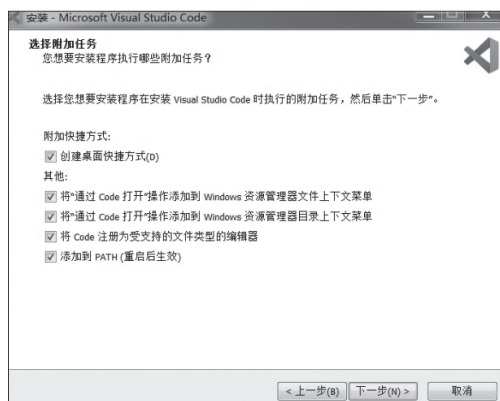 安装 - Microsoft Visual Studio Code
选择附加任务
您想要安装程序执行哪些附加任务？
选择您想要安装程序在安装 Visual Studio Code 时执行的附加任务，然后单击“下一步”。
附加快捷方式:
创建桌面快捷方式(D)
其他:
将“通过 Code 打开”操作添加到 Windows 资源管理器文件上下文菜单
将“通过 Code 打开”操作添加到 Windows 资源管理器目录上下文菜单
将 Code 注册为受支持的文件类型的编辑器
添加到 PATH (重启后生效)
< 上一步(B) 下一步(N) > 取消